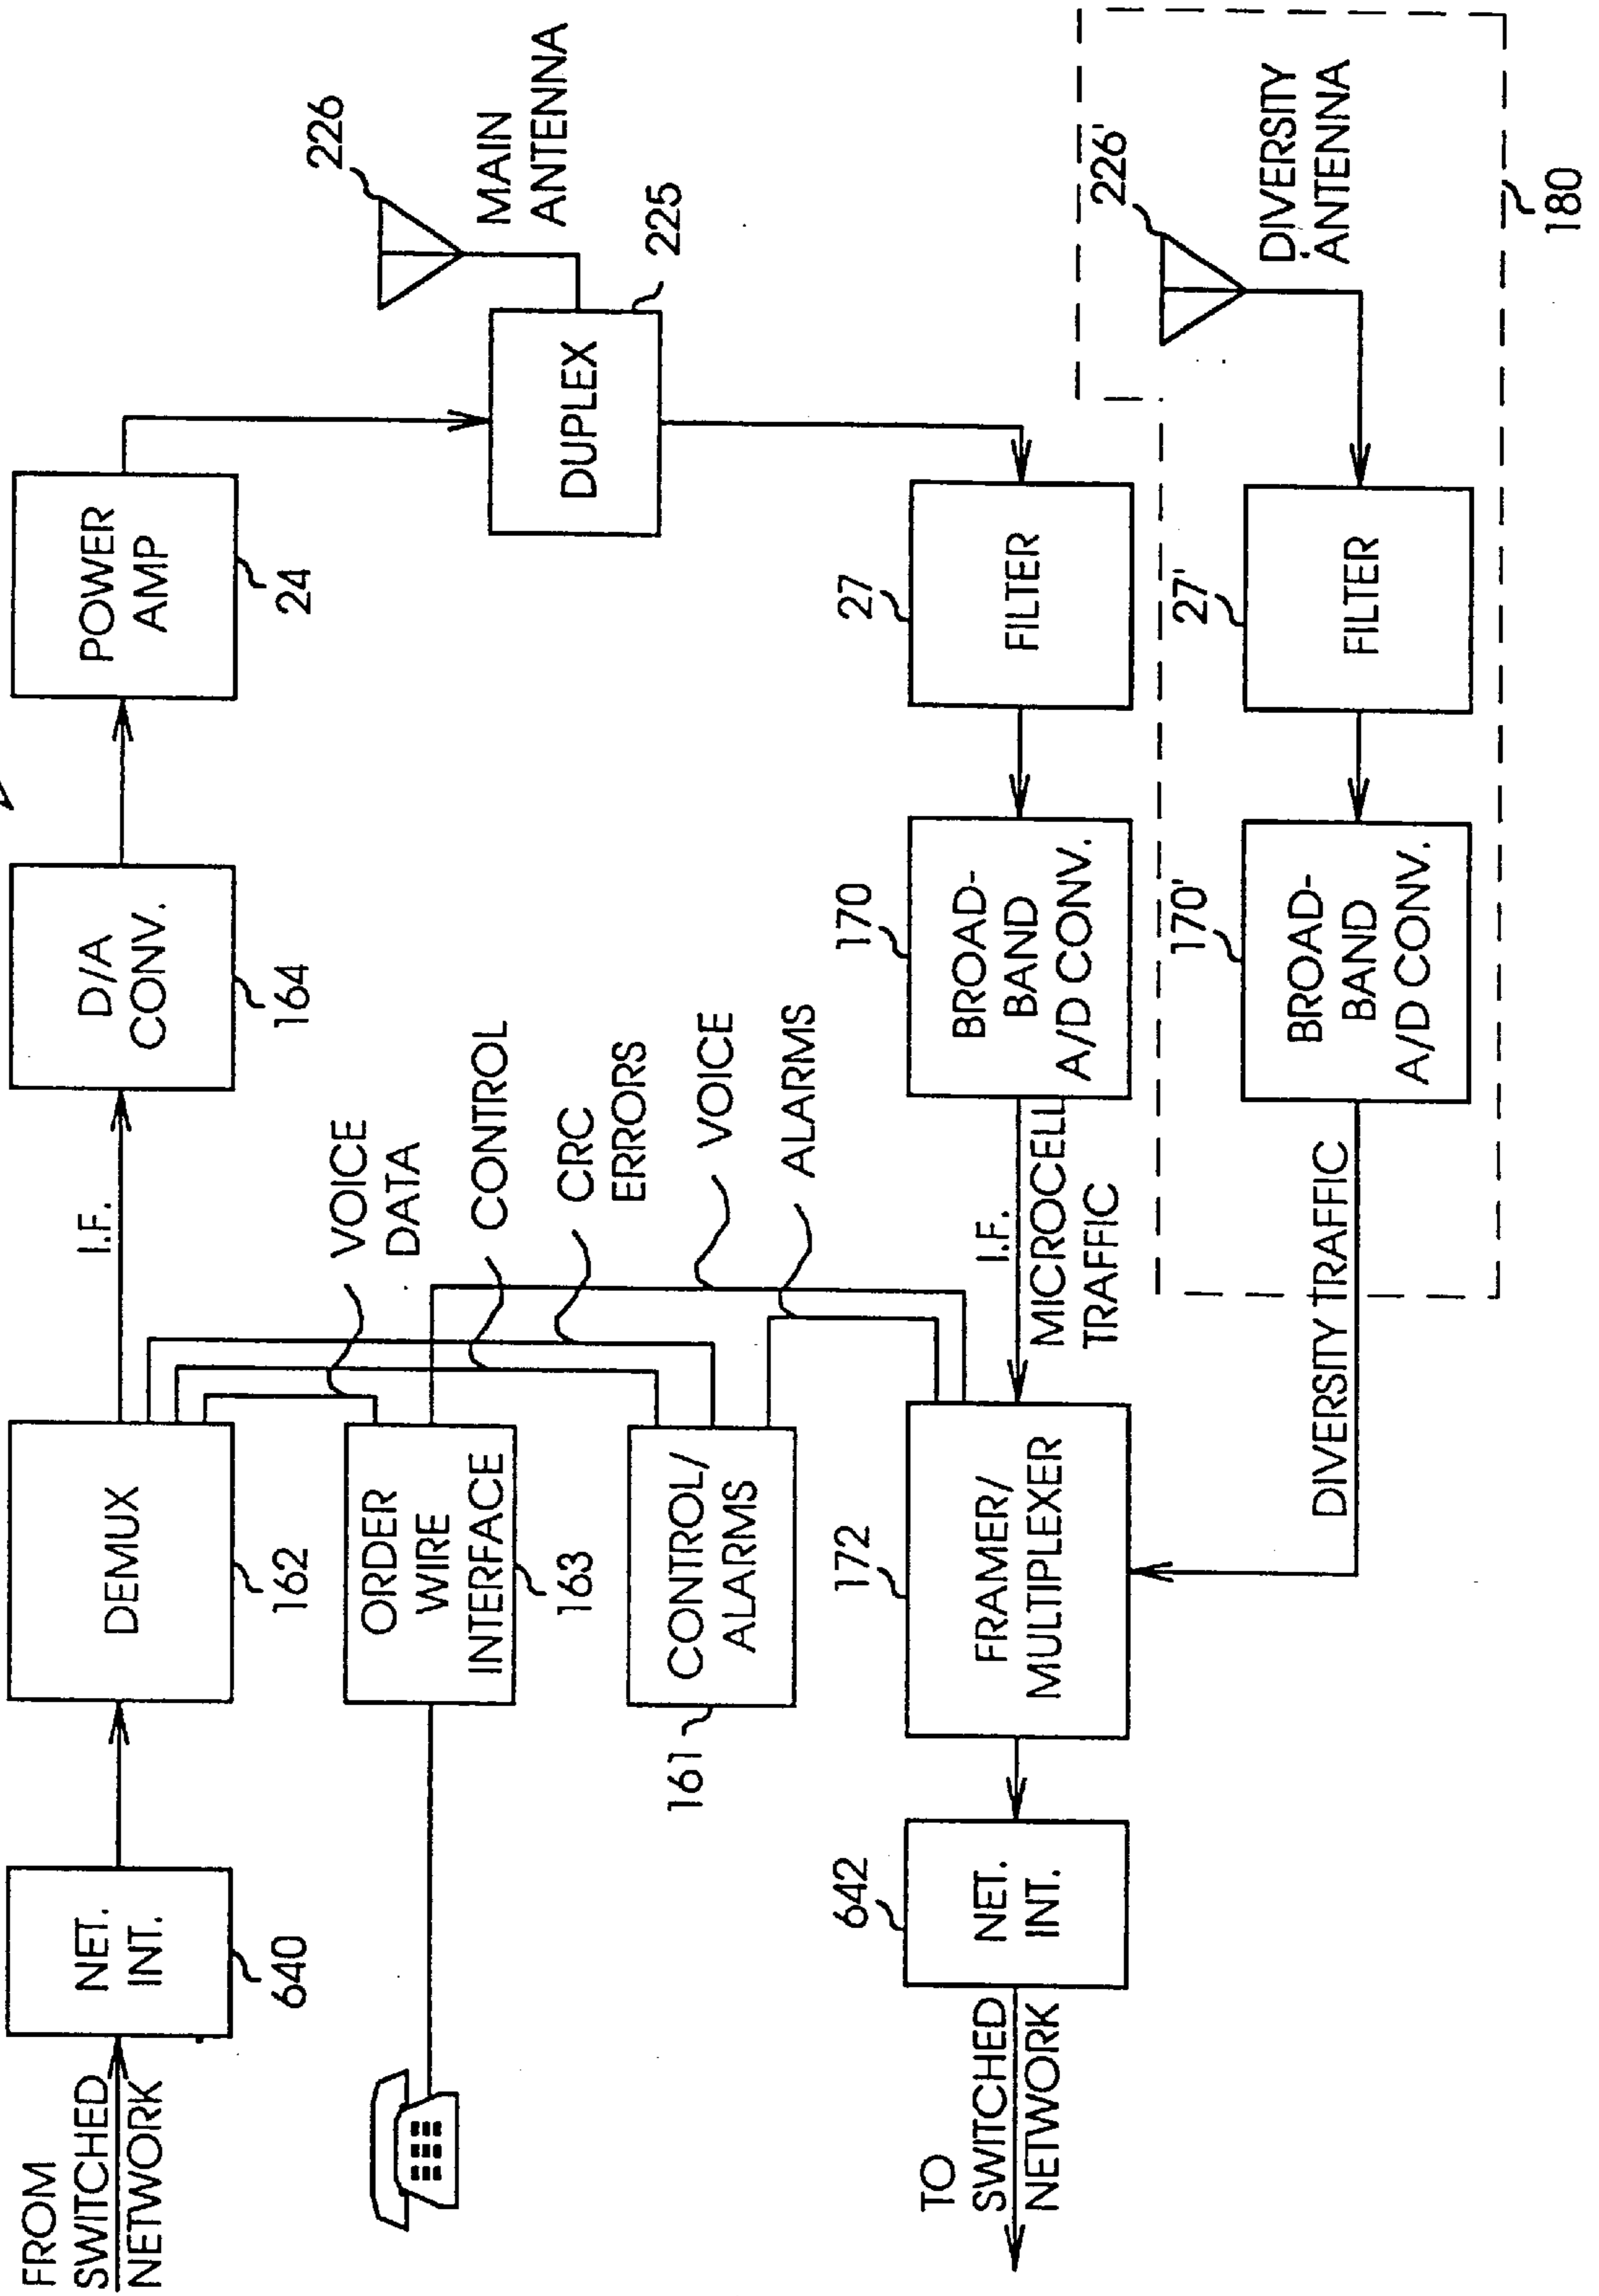 FROM
SWITCHED
NETWORK
NET.
INT.
640
DEMUX
162
I.F.
D/A
CONV.
164
POWER
AMP
24
DUPLEX
225
226
MAIN
ANTENNA
ORDER
WIRE
INTERFACE
163
VOICE
DATA
CONTROL
CRC
ERRORS
VOICE
ALARMS
CONTROL/
ALARMS
161
TO
SWITCHED
NETWORK
642
NET.
INT.
172
FRAMER/
MULTIPLEXER
I.F.
MICROCELL
TRAFFIC
170
BROAD-
BAND
A/D CONV.
27
FILTER
DIVERSITY TRAFFIC
170'
BROAD-
BAND
A/D CONV.
27'
FILTER
226'
DIVERSITY
ANTENNA
180